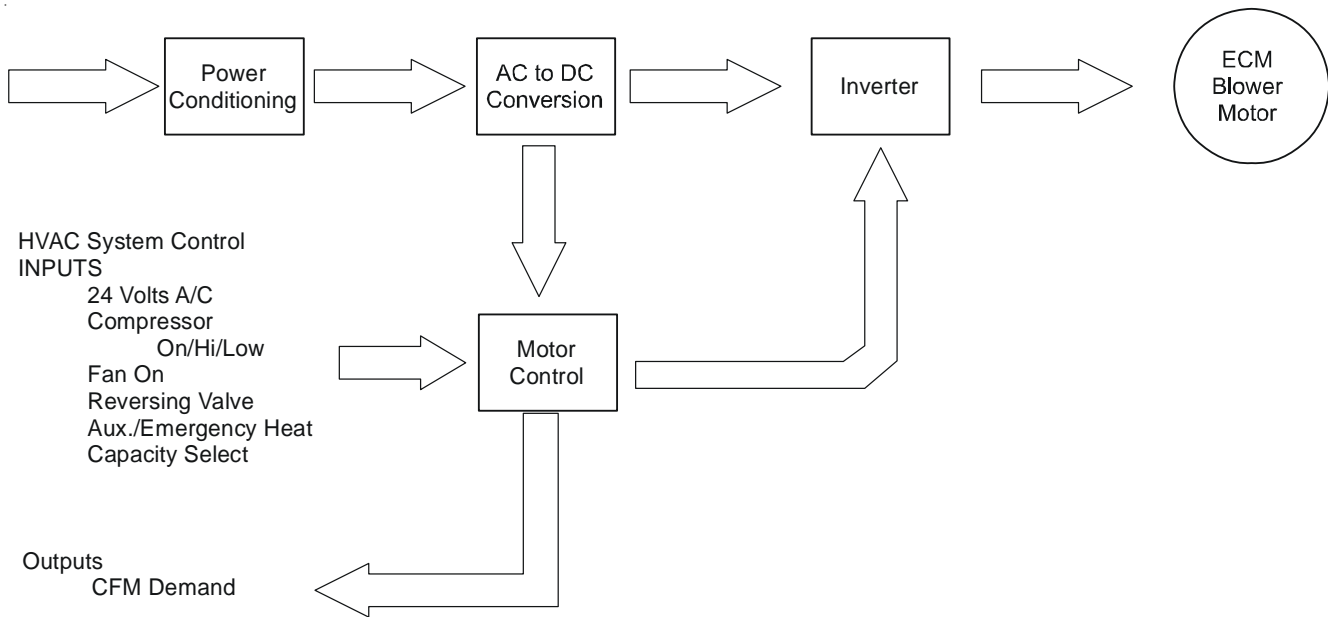 Power
Conditioning
AC to DC
Conversion
Inverter
ECM
Blower
Motor
HVAC System Control
INPUTS
24 Volts A/C
Compressor
On/Hi/Low
Fan On
Reversing Valve
Aux./Emergency Heat
Capacity Select
Motor
Control
Outputs
CFM Demand